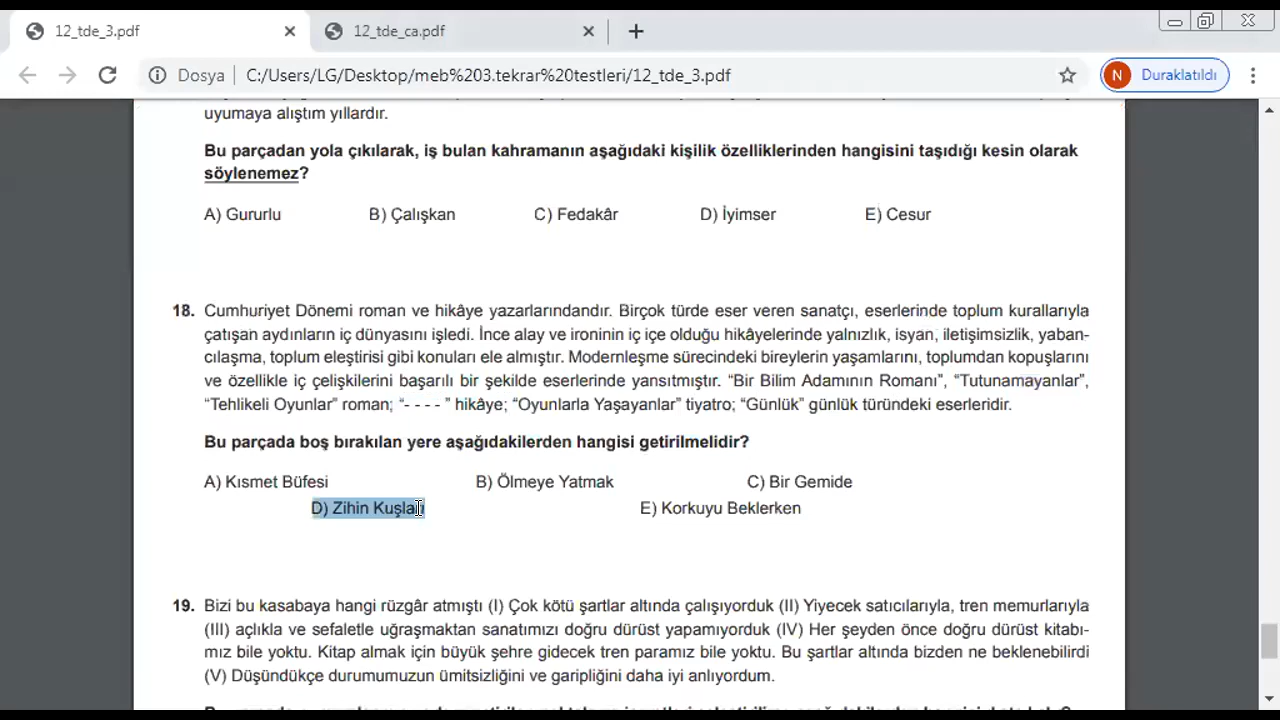 12_tde_3.pdf
12_tde_ca.pdf
Dosya
C:/Users/LG/Desktop/meb%203.tekrar%20testleri/12_tde_3.pdf
N Duraklatıldı
uyumaya alıştım yıllardır.
Bu parçadan yola çıkılarak, iş bulan kahramanın aşağıdaki kişilik özelliklerinden hangisini taşıdığı kesin olarak
söylenemez?
A) Gururlu B) Çalışkan C) Fedakâr D) İyimser E) Cesur
18. Cumhuriyet Dönemi roman ve hikâye yazarlarındandır. Birçok türde eser veren sanatçı, eserlerinde toplum kurallarıyla
çatışan aydınların iç dünyasını işledi. İnce alay ve ironinin iç içe olduğu hikâyelerinde yalnızlık, isyan, iletişimsizlik, yaban-
cılaşma, toplum eleştirisi gibi konuları ele almıştır. Modernleşme sürecindeki bireylerin yaşamlarını, toplumdan kopuşlarını
ve özellikle iç çelişkilerini başarılı bir şekilde eserlerinde yansıtmıştır. “Bir Bilim Adamının Romanı”, “Tutunamayanlar”,
“Tehlikeli Oyunlar” roman; “- - - - ” hikâye; “Oyunlarla Yaşayanlar” tiyatro; “Günlük” günlük türündeki eserleridir.
Bu parçada boş bırakılan yere aşağıdakilerden hangisi getirilmelidir?
A) Kısmet Büfesi B) Ölmeye Yatmak C) Bir Gemide
D) Zihin Kuşları E) Korkuyu Beklerken
19. Bizi bu kasabaya hangi rüzgâr atmıştı (I) Çok kötü şartlar altında çalışıyorduk (II) Yiyecek satıcılarıyla, tren memurlarıyla
(III) açlıkla ve sefaletle uğraşmaktan sanatımızı doğru dürüst yapamıyorduk (IV) Her şeyden önce doğru dürüst kitabı-
mız bile yoktu. Kitap almak için büyük şehre gidecek tren paramız bile yoktu. Bu şartlar altında bizden ne beklenebilirdi
(V) Düşündükçe durumumuzun ümitsizliğini ve garipliğini daha iyi anlıyordum.